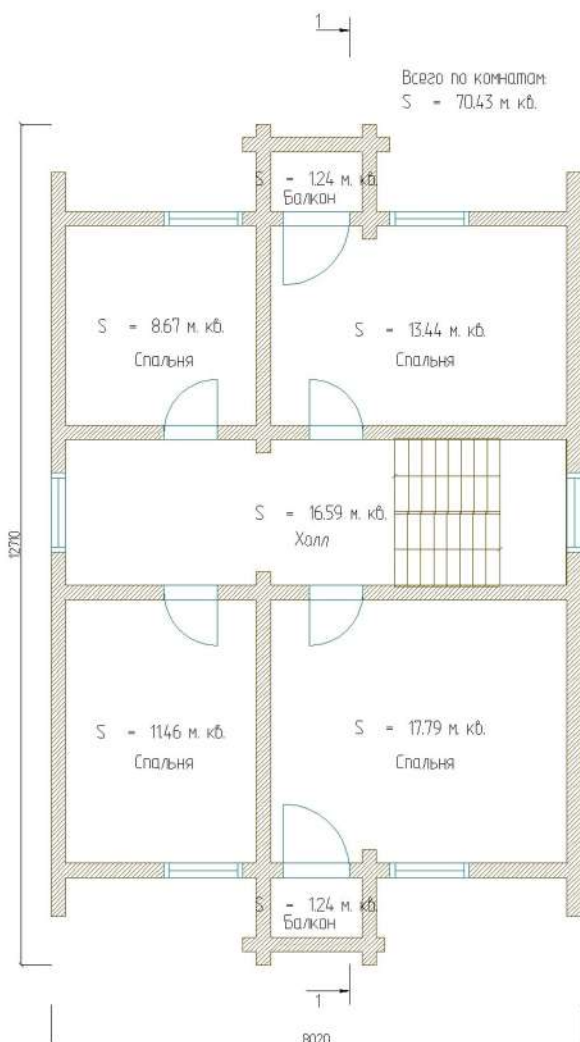 1
Всего по комнатам:
S = 70.43 м. кв.
S = 1.24 м. кв.
Балкон
S = 8.67 м. кв.
Спальня
S = 13.44 м. кв.
Спальня
S = 16.59 м. кв.
Холл
12710
S = 11.46 м. кв.
Спальня
S = 17.79 м. кв.
Спальня
S = 1.24 м. кв.
Балкон
1
8020